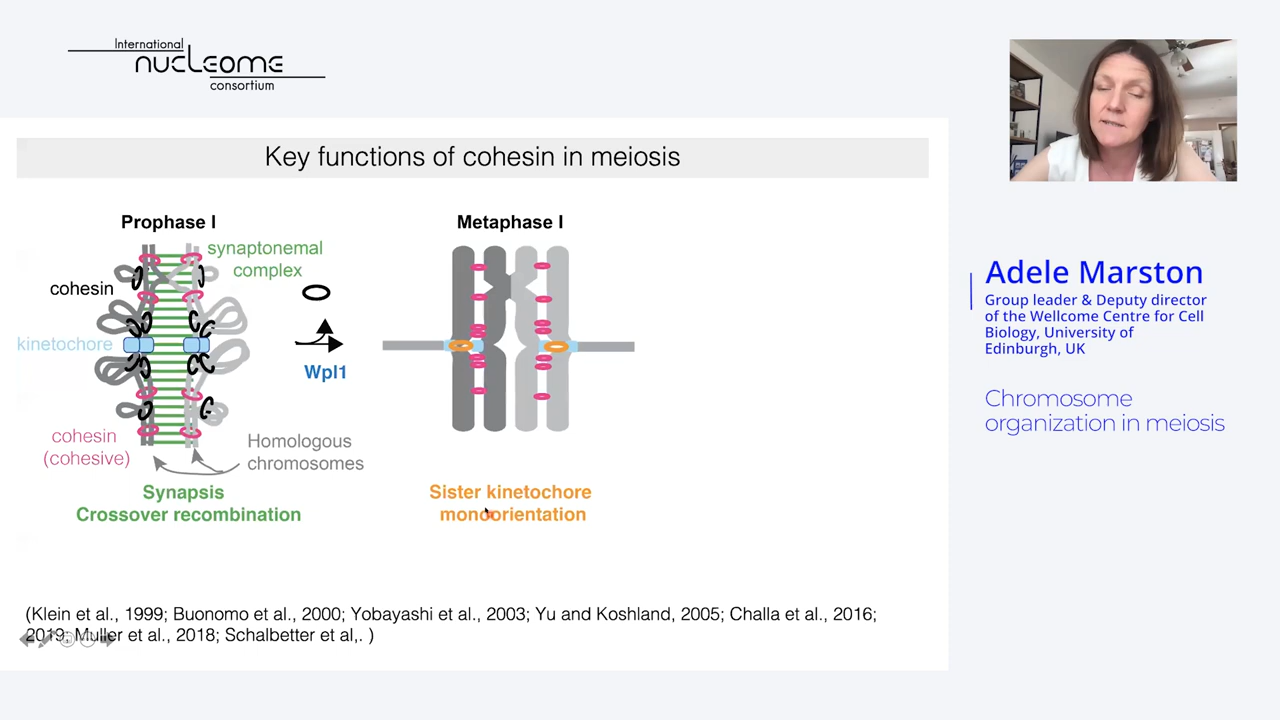 International
nucleome
consortium
Key functions of cohesin in meiosis
Prophase I
Metaphase I
synaptonemal
complex
cohesin
kinetochore
Wpl1
cohesin
(cohesive)
Homologous
chromosomes
Synapsis
Crossover recombination
Sister kinetochore
monoorientation
(Klein et al., 1999; Buonomo et al., 2000; Yobayashi et al., 2003; Yu and Koshland, 2005; Challa et al., 2016;
2019; Muller et al., 2018; Schalbetter et al,. )
Adele Marston
Group leader & Deputy director
of the Wellcome Centre for Cell
Biology, University of
Edinburgh, UK
Chromosome
organization in meiosis